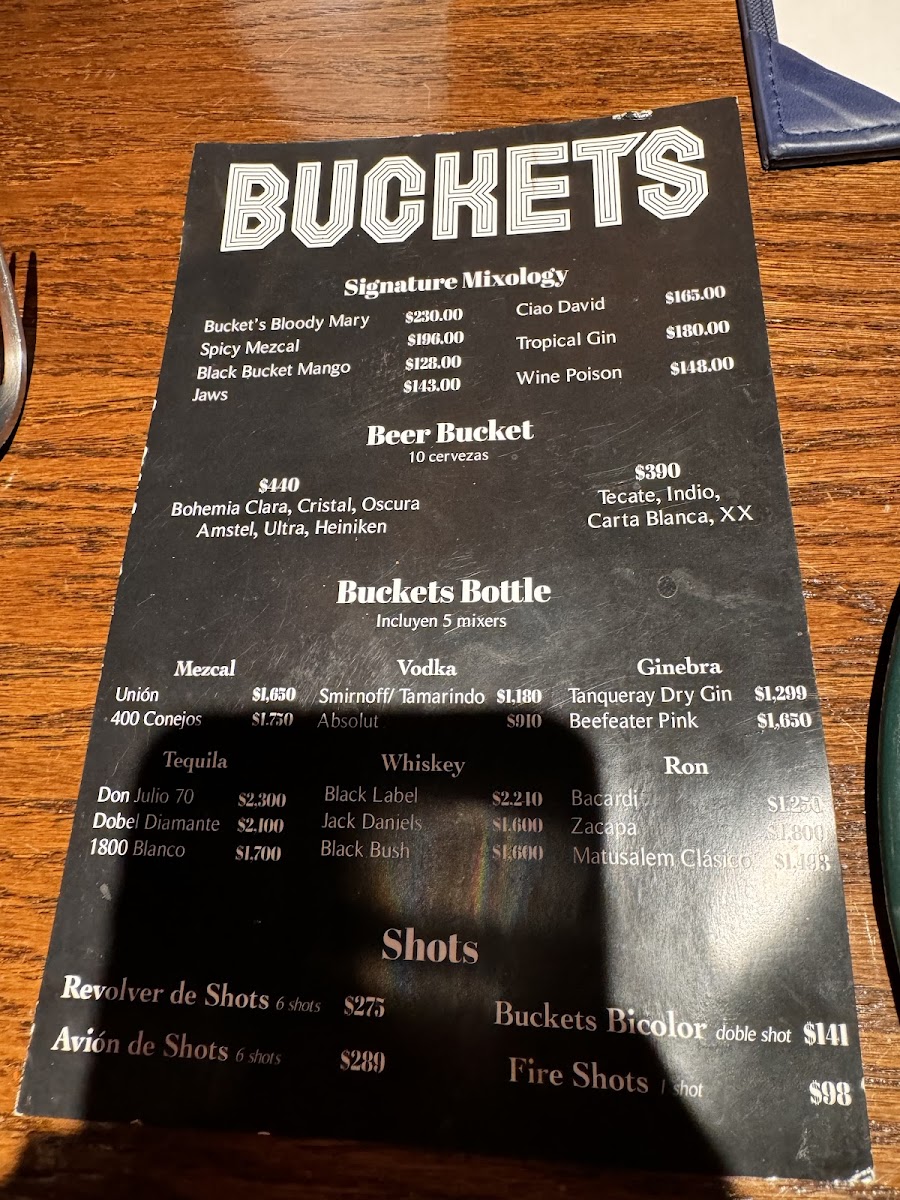 BUCKETS
Signature Mixology
Bucket's Bloody Mary $230.00
Spicy Mezcal $196.00
Black Bucket Mango $128.00
Jaws $143.00
Ciao David $165.00
Tropical Gin $180.00
Wine Poison $148.00
Beer Bucket
10 cervezas
$440
Bohemia Clara, Cristal, Oscura
Amstel, Ultra, Heiniken
$390
Tecate, Indio,
Carta Blanca, XX
Buckets Bottle
Incluyen 5 mixers
Mezcal
Unión $1,650
400 Conejos $1.750
Vodka
Smirnoff/ Tamarindo $1,180
Absolut $910
Ginebra
Tanqueray Dry Gin $1,299
Beefeater Pink $1,650
Tequila
Don Julio 70 $2,300
Dobel Diamante $2.100
1800 Blanco $1.700
Whiskey
Black Label $2.240
Jack Daniels $1.600
Black Bush $1,600
Ron
Bacardi $1.250
Zacapa $1.800
Matusalem Clásico $1.498
Shots
Revolver de Shots 6 shots $275
Avión de Shots 6 shots $289
Buckets Bicolor doble shot $141
Fire Shots 1 shot $98